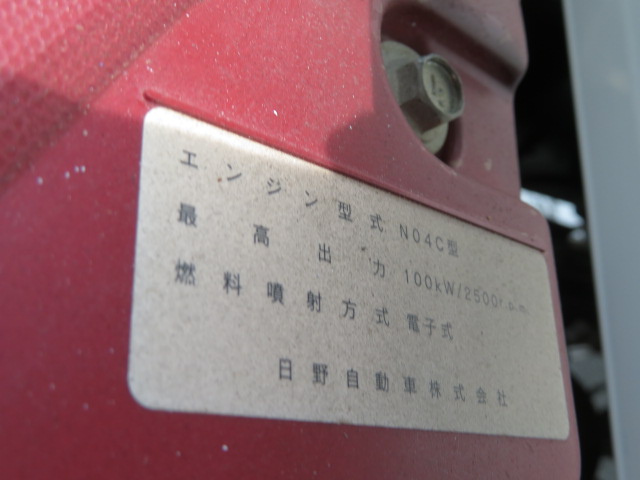 エンジン型式 N04C型
最高出力 100kW/2500r.p.m.
燃料噴射方式 電子式
日野自動車株式会社